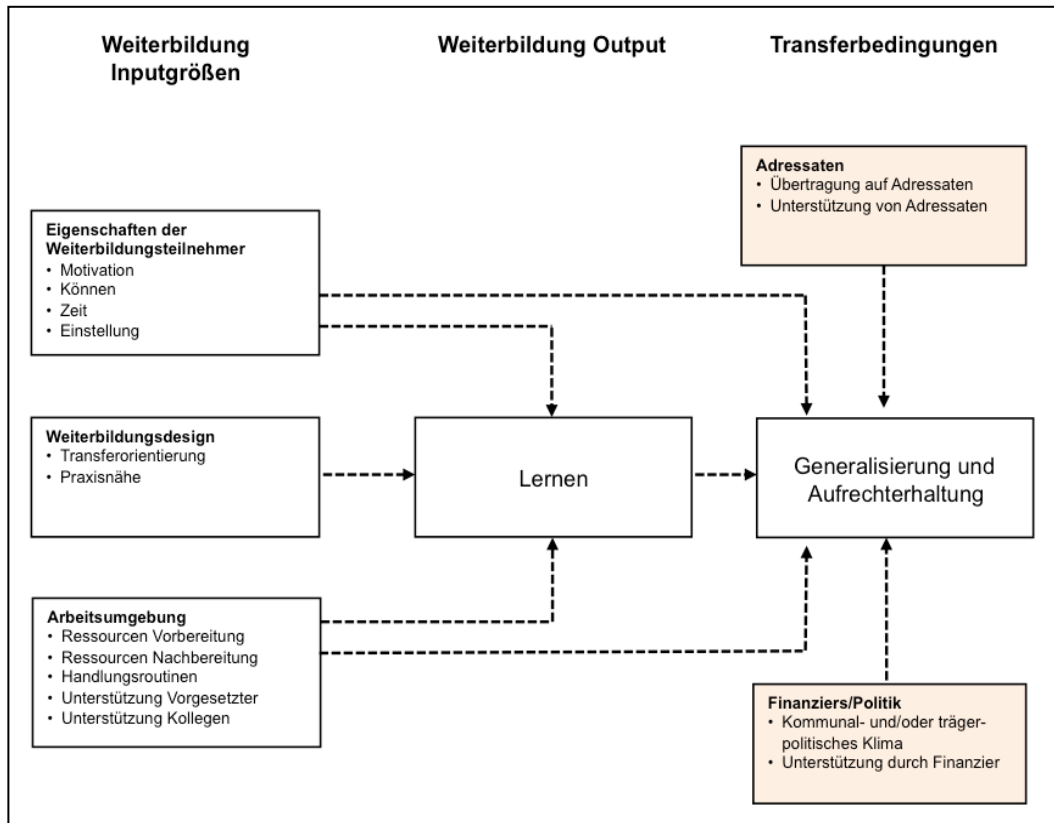 Weiterbildung
Inputgrößen
Weiterbildung Output
Transferbedingungen
Adressaten
• Übertragung auf Adressaten
• Unterstützung von Adressaten
Eigenschaften der
Weiterbildungsteilnehmer
• Motivation
• Können
• Zeit
• Einstellung
Weiterbildungsdesign
• Transferorientierung
• Praxisnähe
Lernen
Generalisierung und
Aufrechterhaltung
Arbeitsumgebung
• Ressourcen Vorbereitung
• Ressourcen Nachbereitung
• Handlungsroutinen
• Unterstützung Vorgesetzter
• Unterstützung Kollegen
Finanziers/Politik
• Kommunal- und/oder träger-
politisches Klima
• Unterstützung durch Finanzier